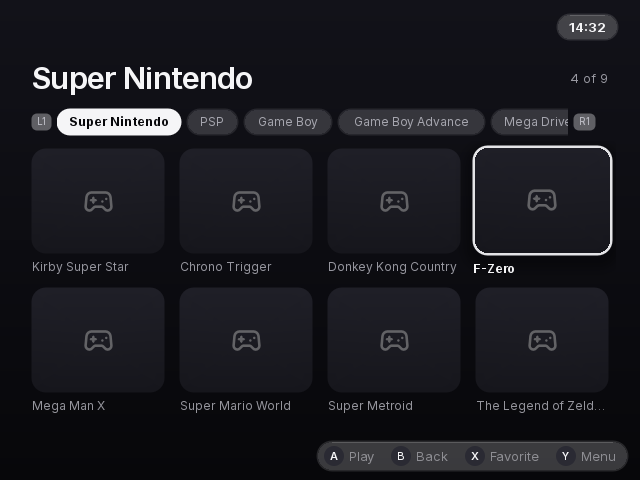 14:32
Super Nintendo
4 of 9
L1 Super Nintendo PSP Game Boy Game Boy Advance Mega Drive R1
Kirby Super Star Chrono Trigger Donkey Kong Country F-Zero
Mega Man X Super Mario World Super Metroid The Legend of Zeld...
A Play B Back X Favorite Y Menu